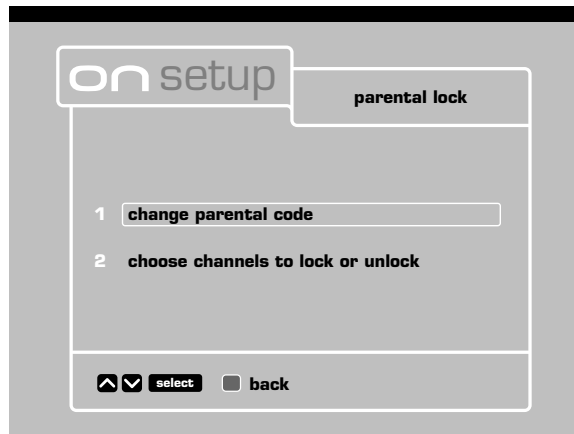 on setup
parental lock
1 change parental code
2 choose channels to lock or unlock
select back